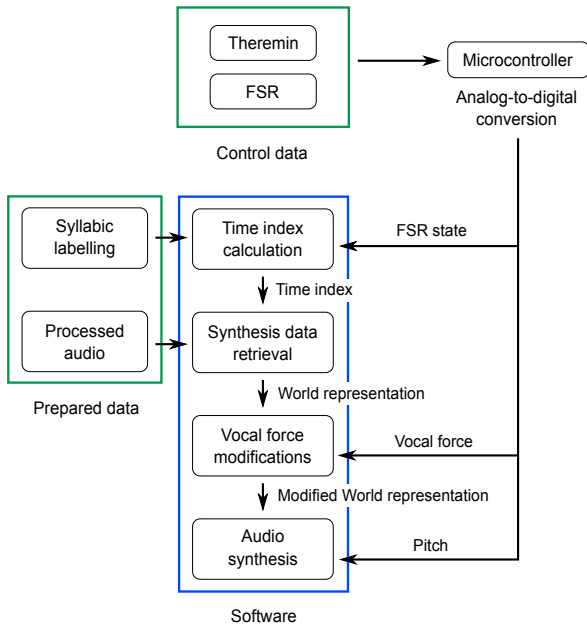 Theremin
FSR
Control data
Microcontroller
Analog-to-digital
conversion
Syllabic
labelling
Processed
audio
Prepared data
Time index
calculation
Time index
Synthesis data
retrieval
World representation
Vocal force
modifications
Modified World representation
Audio
synthesis
Software
FSR state
Vocal force
Pitch